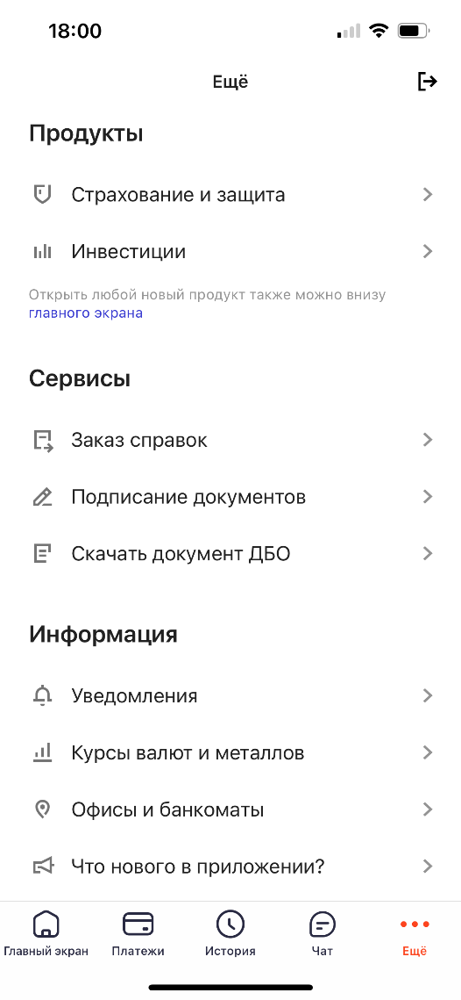 18:00
Ещё
Продукты
Страхование и защита
Инвестиции
Открыть любой новый продукт также можно внизу
главного экрана
Сервисы
Заказ справок
Подписание документов
Скачать документ ДБО
Информация
Уведомления
Курсы валют и металлов
Офисы и банкоматы
Что нового в приложении?
Главный экран Платежи История Чат Ещё